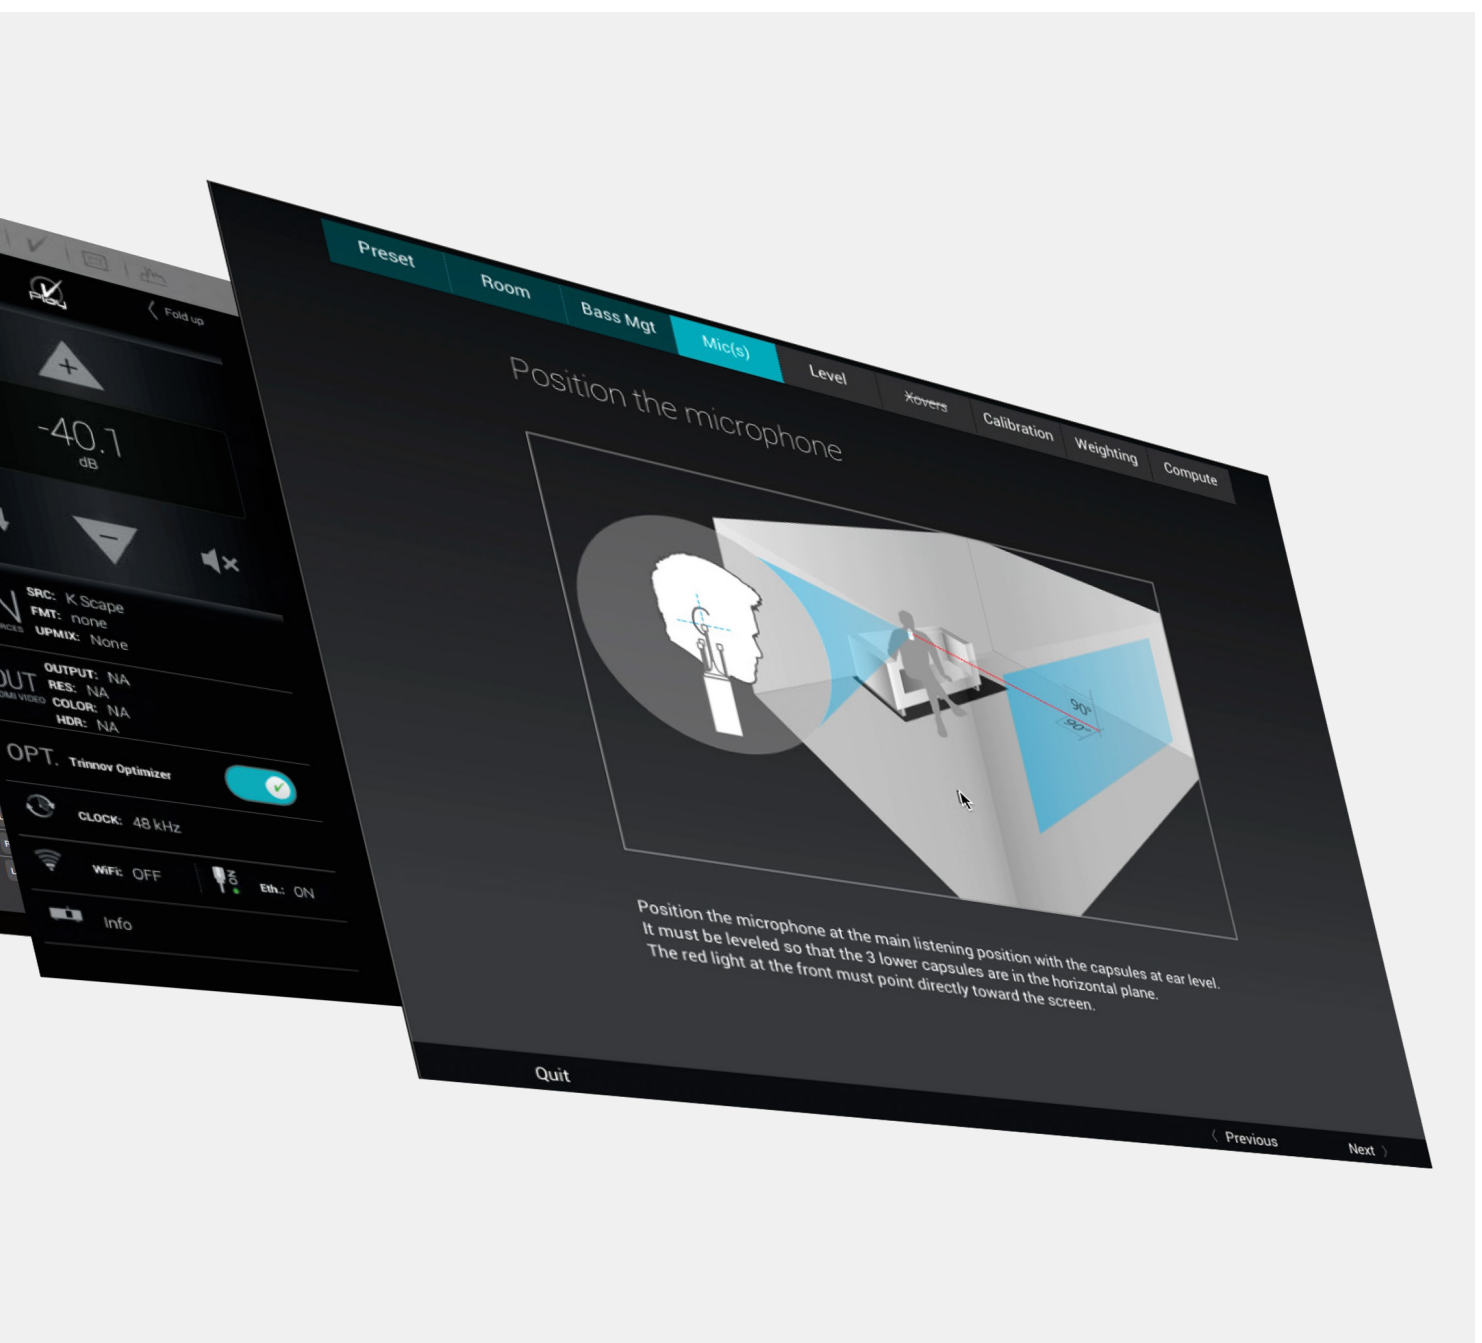 Play
Fold up
+
-40.1
dB
-
SRC: K Scape
FMT: none
UPMIX: None
OUTPUT: NA
RES: NA
COLOR: NA
HDR: NA
OPT. Trinnov Optimizer
CLOCK: 48 kHz
WiFi: OFF
Eth.: ON
Info
Preset
Room
Bass Mgt
Mic(s)
Level
Xovers
Calibration
Weighting
Compute
Position the microphone
90°
90°
Position the microphone at the main listening position with the capsules at ear level.
It must be leveled so that the 3 lower capsules are in the horizontal plane.
The red light at the front must point directly toward the screen.
Quit
Previous
Next